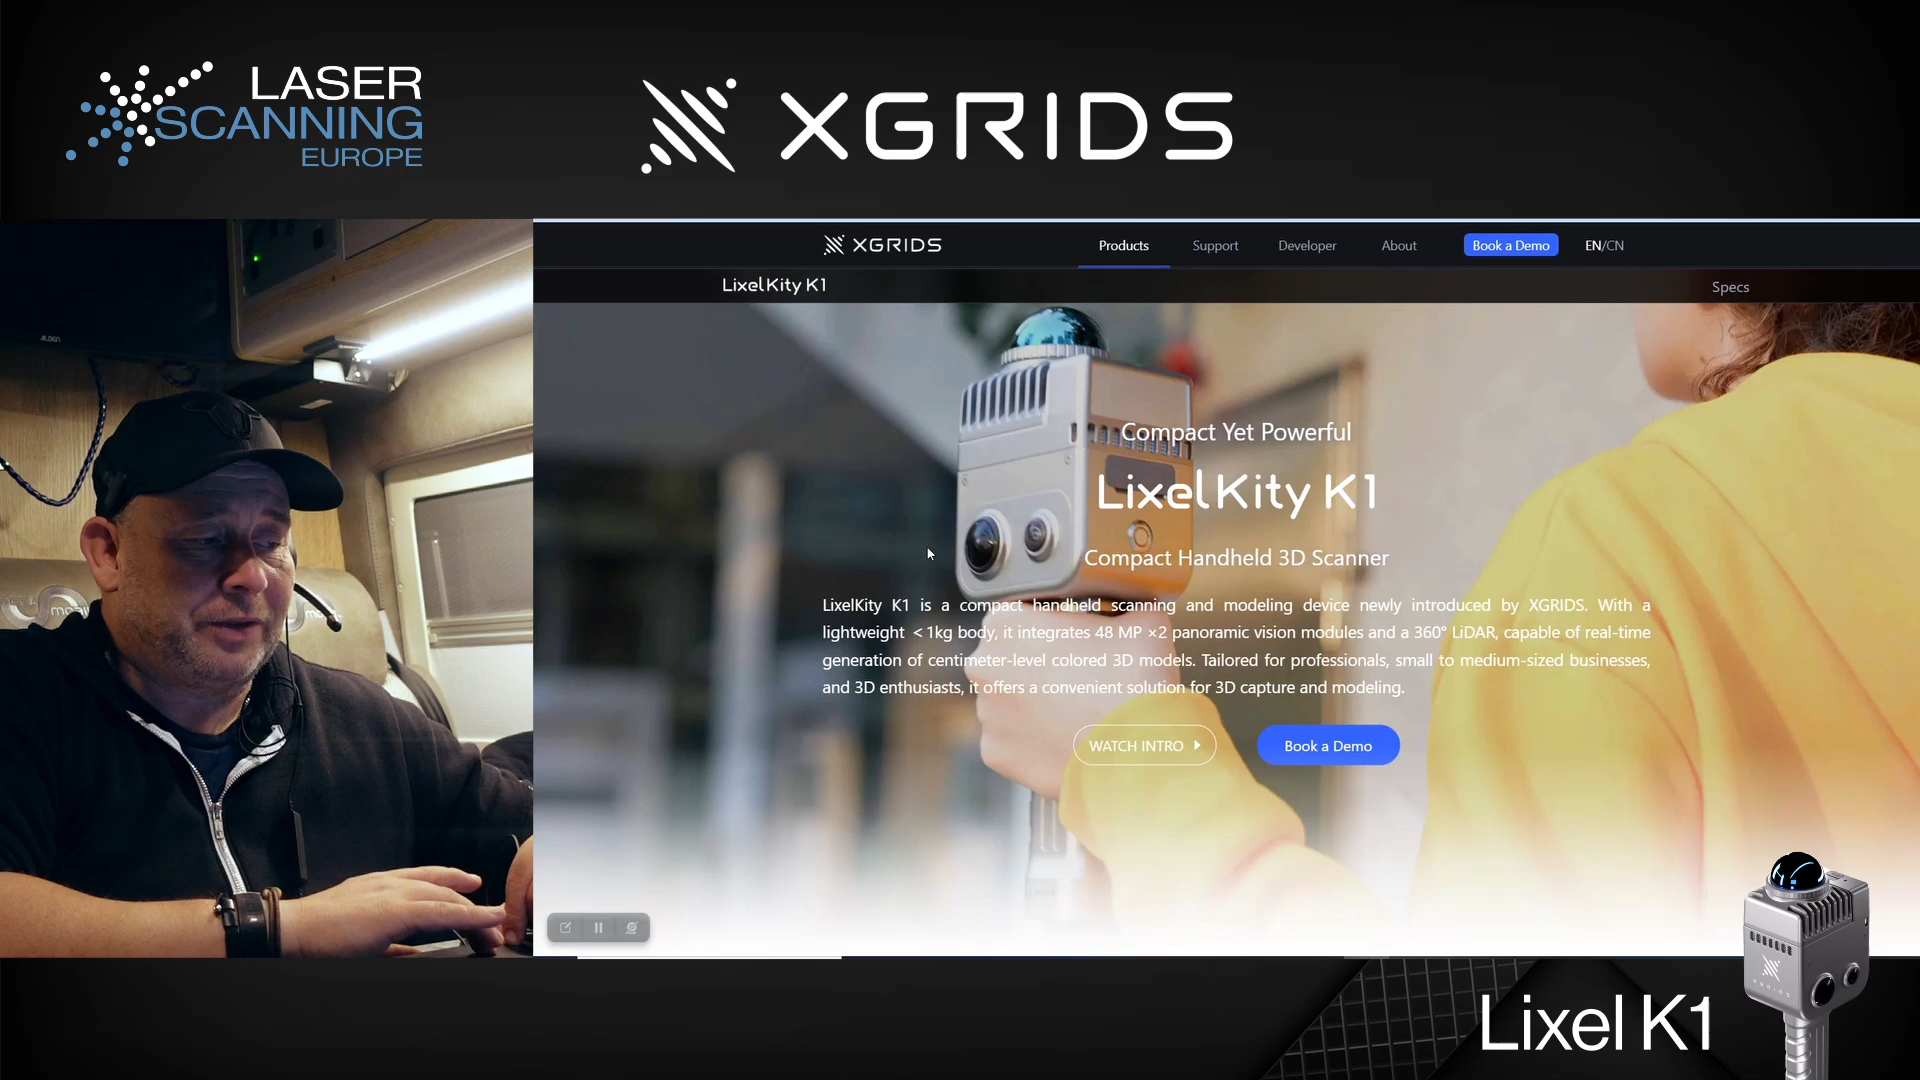 LASER
SCANNING
EUROPE
XGRIDS
XGRIDS
Products
Support
Developer
About
Book a Demo
EN/CN
LixelKity K1
Specs
Compact Yet Powerful
LixelKity K1
Compact Handheld 3D Scanner
LixelKity K1 is a compact handheld scanning and modeling device newly introduced by XGRIDS. With a
lightweight <1kg body, it integrates 48 MP ×2 panoramic vision modules and a 360° LiDAR, capable of real-time
generation of centimeter-level colored 3D models. Tailored for professionals, small to medium-sized businesses,
and 3D enthusiasts, it offers a convenient solution for 3D capture and modeling.
WATCH INTRO
Book a Demo
XGRIDS
Lixel K1